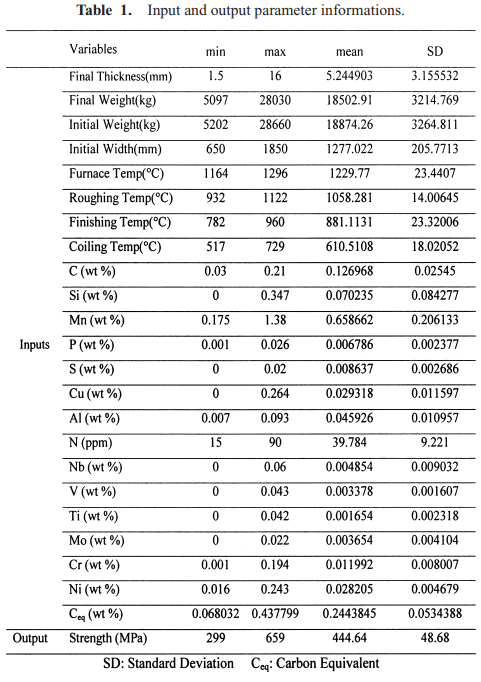 Table 1. Input and output parameter informations.
Variables min max mean SD
Final Thickness(mm) 1.5 16 5.244903 3.155532
Final Weight(kg) 5097 28030 18502.91 3214.769
Initial Weight(kg) 5202 28660 18874.26 3264.811
Initial Width(mm) 650 1850 1277.022 205.7713
Furnace Temp(°C) 1164 1296 1229.77 23.4407
Roughing Temp(°C) 932 1122 1058.281 14.00645
Finishing Temp(°C) 782 960 881.1131 23.32006
Coiling Temp(°C) 517 729 610.5108 18.02052
C (wt %) 0.03 0.21 0.126968 0.02545
Si (wt %) 0 0.347 0.070235 0.084277
Mn (wt %) 0.175 1.38 0.658662 0.206133
Inputs P (wt %) 0.001 0.026 0.006786 0.002377
S (wt %) 0 0.02 0.008637 0.002686
Cu (wt %) 0 0.264 0.029318 0.011597
Al (wt %) 0.007 0.093 0.045926 0.010957
N (ppm) 15 90 39.784 9.221
Nb (wt %) 0 0.06 0.004854 0.009032
V (wt %) 0 0.043 0.003378 0.001607
Ti (wt %) 0 0.042 0.001654 0.002318
Mo (wt %) 0 0.022 0.003654 0.004104
Cr (wt %) 0.001 0.194 0.011992 0.008007
Ni (wt %) 0.016 0.243 0.028205 0.004679
Ceq (wt %) 0.068032 0.437799 0.2443845 0.0534388
Output Strength (MPa) 299 659 444.64 48.68
SD: Standard Deviation Ceq: Carbon Equivalent